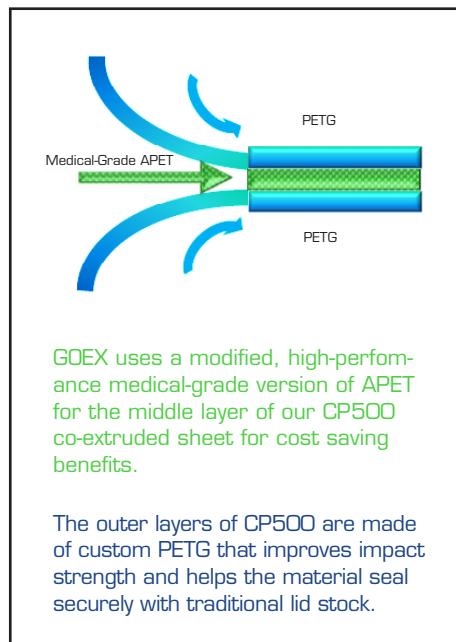 PETG
Medical-Grade APET
PETG
GOEX uses a modified, high-perfom-
ance medical-grade version of APET
for the middle layer of our CP500
co-extruded sheet for cost saving
benefits.
The outer layers of CP500 are made
of custom PETG that improves impact
strength and helps the material seal
securely with traditional lid stock.